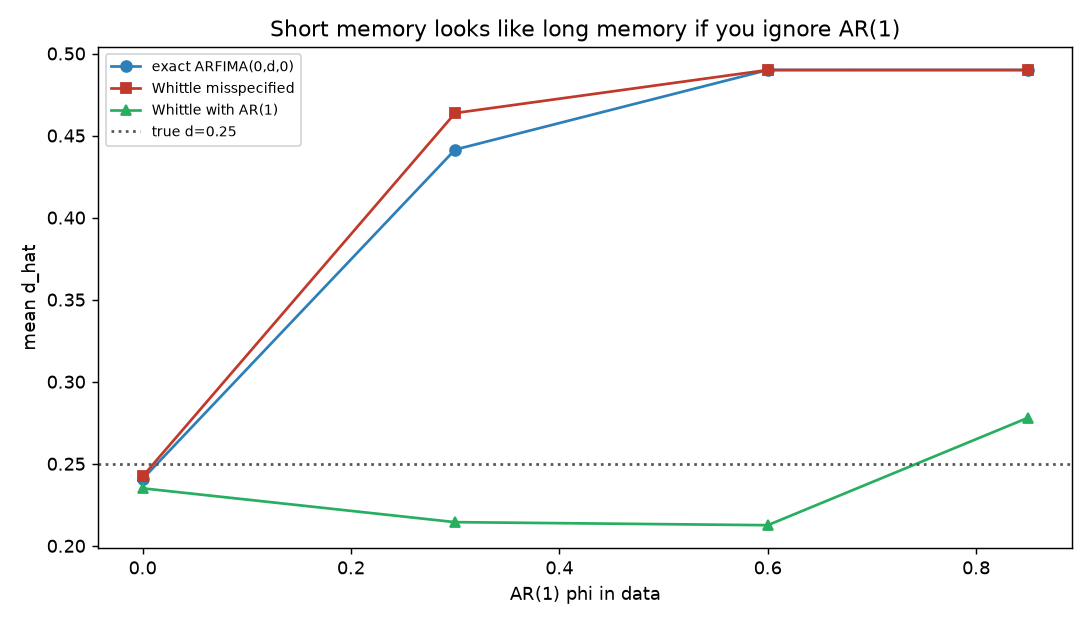 Short memory looks like long memory if you ignore AR(1)
exact ARFIMA(0,d,0)
Whittle misspecified
Whittle with AR(1)
true d=0.25
mean d_hat
0.50
0.45
0.40
0.35
0.30
0.25
0.20
0.0 0.2 0.4 0.6 0.8
AR(1) phi in data